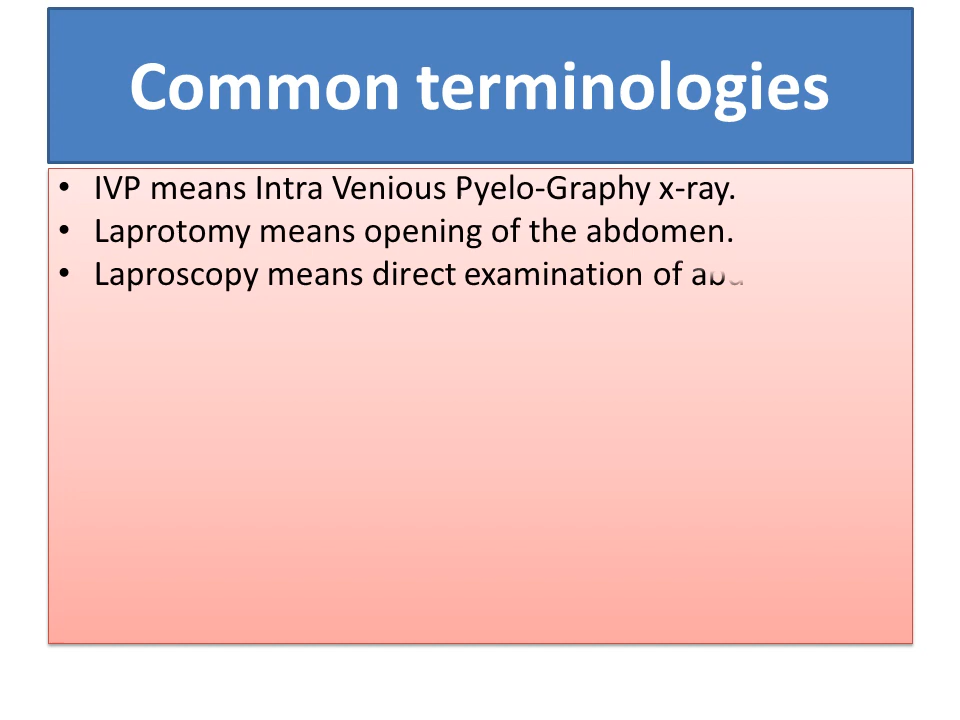 Common terminologies
• IVP means Intra Venious Pyelo-Graphy x-ray.
• Laprotomy means opening of the abdomen.
• Laproscopy means direct examination of